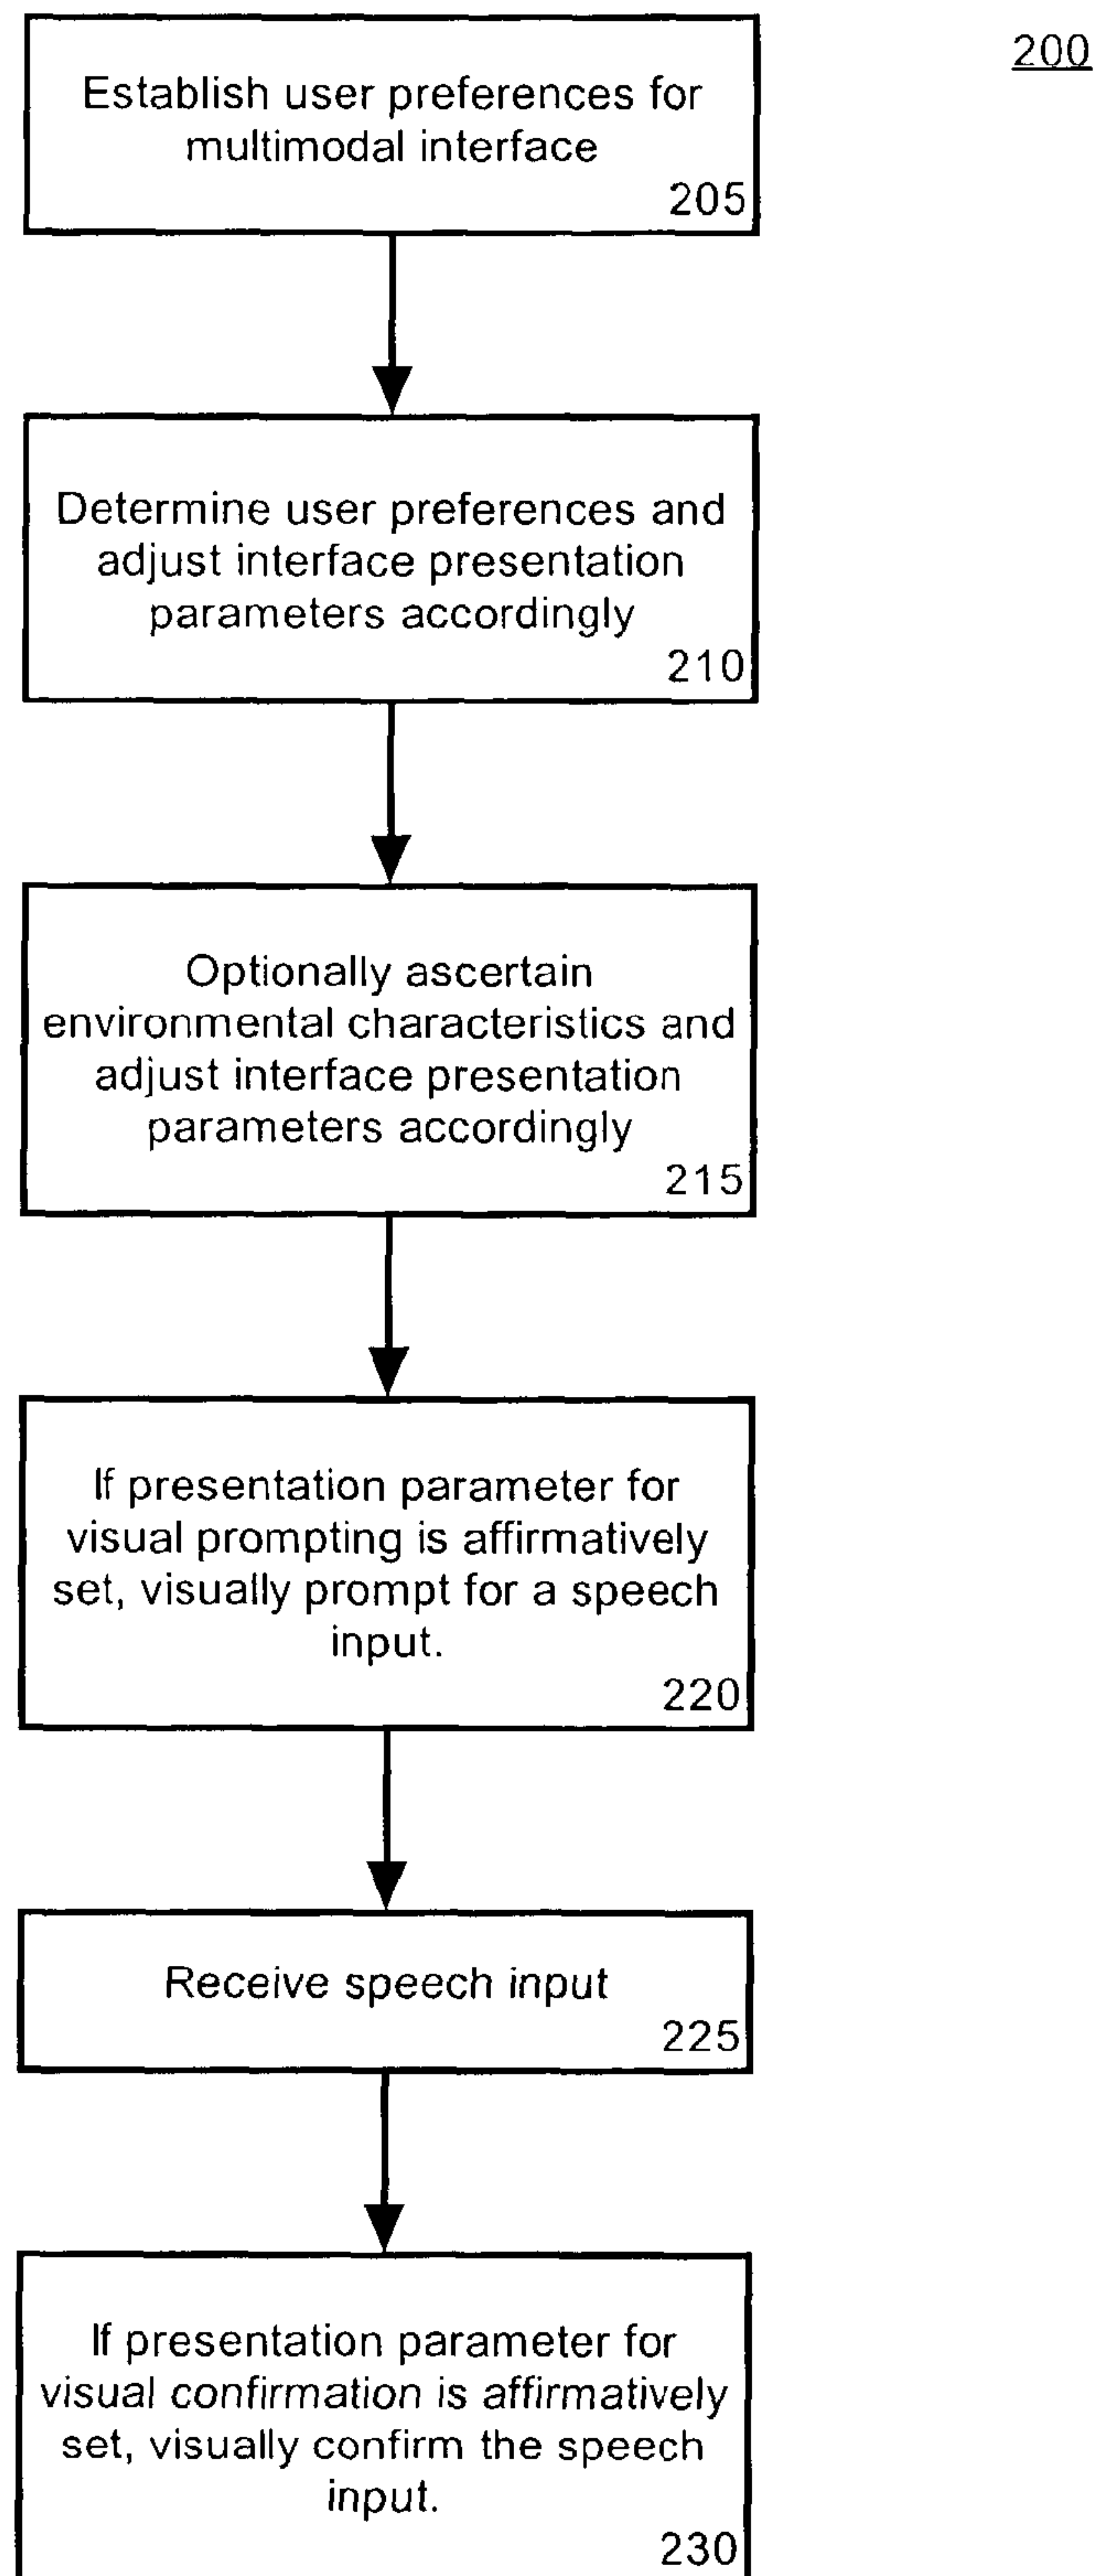 200
Establish user preferences for
multimodal interface
205
Determine user preferences and
adjust interface presentation
parameters accordingly
210
Optionally ascertain
environmental characteristics and
adjust interface presentation
parameters accordingly
215
If presentation parameter for
visual prompting is affirmatively
set, visually prompt for a speech
input.
220
Receive speech input
225
If presentation parameter for
visual confirmation is affirmatively
set, visually confirm the speech
input.
230